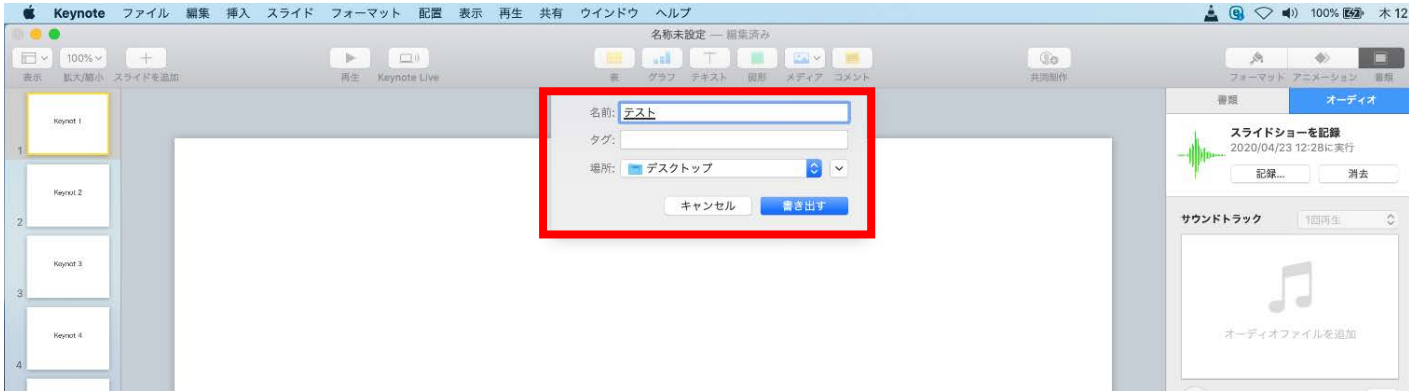 Keynote ファイル 編集 挿入 スライド フォーマット 配置 表示 再生 共有 ウインドウ ヘルプ 100% 木 12
名称未設定 — 編集済み
100%
表示 拡大/縮小 スライドを追加 再生 Keynote Live 表 グラフ テキスト 図形 メディア コメント 共同制作 フォーマット アニメーション 書類
Keynot 1
1
Keynot 2
2
Keynot 3
3
Keynot 4
4
名前: テスト
タグ:
場所: デスクトップ
キャンセル 書き出す
書類 オーディオ
スライドショーを記録
2020/04/23 12:28に実行
記録... 消去
サウンドトラック 1回再生
オーディオファイルを追加